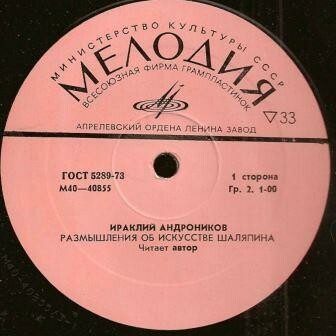 МИНИСТЕРСТВО КУЛЬТУРЫ СССР
МЕЛОДИЯ
ВСЕСОЮЗНАЯ ФИРМА ГРАМПЛАСТИНОК
▽33
АПРЕЛЕВСКИЙ ОРДЕНА ЛЕНИНА ЗАВОД
ГОСТ 5289-73
М40—40855
1 сторона
Гр. 2. 1-00
ИРАКЛИЙ АНДРОНИКОВ
РАЗМЫШЛЕНИЯ ОБ ИСКУССТВЕ ШАЛЯПИНА
Читает автор